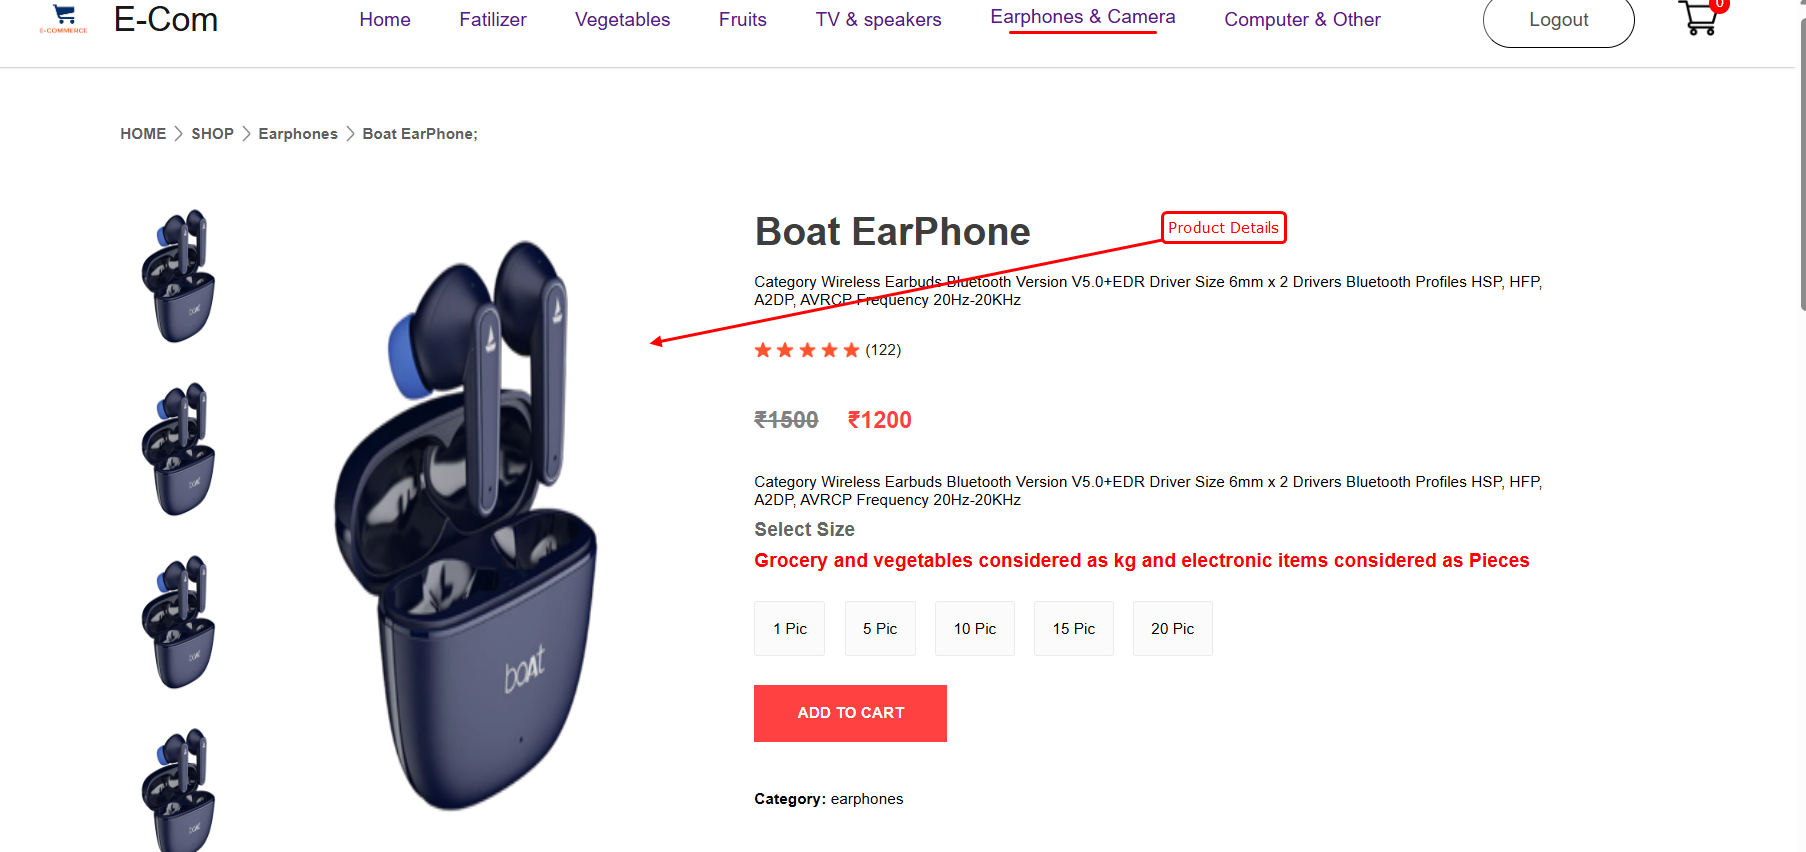 E-COMMERCE
E-Com
Home
Fatilizer
Vegetables
Fruits
TV & speakers
Earphones & Camera
Computer & Other
Logout
0
HOME
SHOP
Earphones
Boat EarPhone;
Boat EarPhone
Product Details
Category Wireless Earbuds Bluetooth Version V5.0+EDR Driver Size 6mm x 2 Drivers Bluetooth Profiles HSP, HFP,
A2DP, AVRCP Frequency 20Hz-20KHz
(122)
₹1500 ₹1200
Category Wireless Earbuds Bluetooth Version V5.0+EDR Driver Size 6mm x 2 Drivers Bluetooth Profiles HSP, HFP,
A2DP, AVRCP Frequency 20Hz-20KHz
Select Size
Grocery and vegetables considered as kg and electronic items considered as Pieces
1 Pic
5 Pic
10 Pic
15 Pic
20 Pic
ADD TO CART
Category: earphones
boAt
boAt
boAt
boAt
boAt